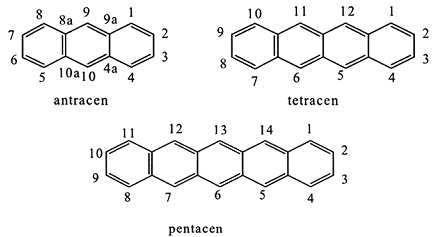 8 8a 9 9a 1
7 2
6 3
5 10a 10 4a 4
antracen
10 11 12 1
9 2
8 3
7 6 5 4
tetracen
11 12 13 14 1
10 2
9 3
8 7 6 5 4
pentacen